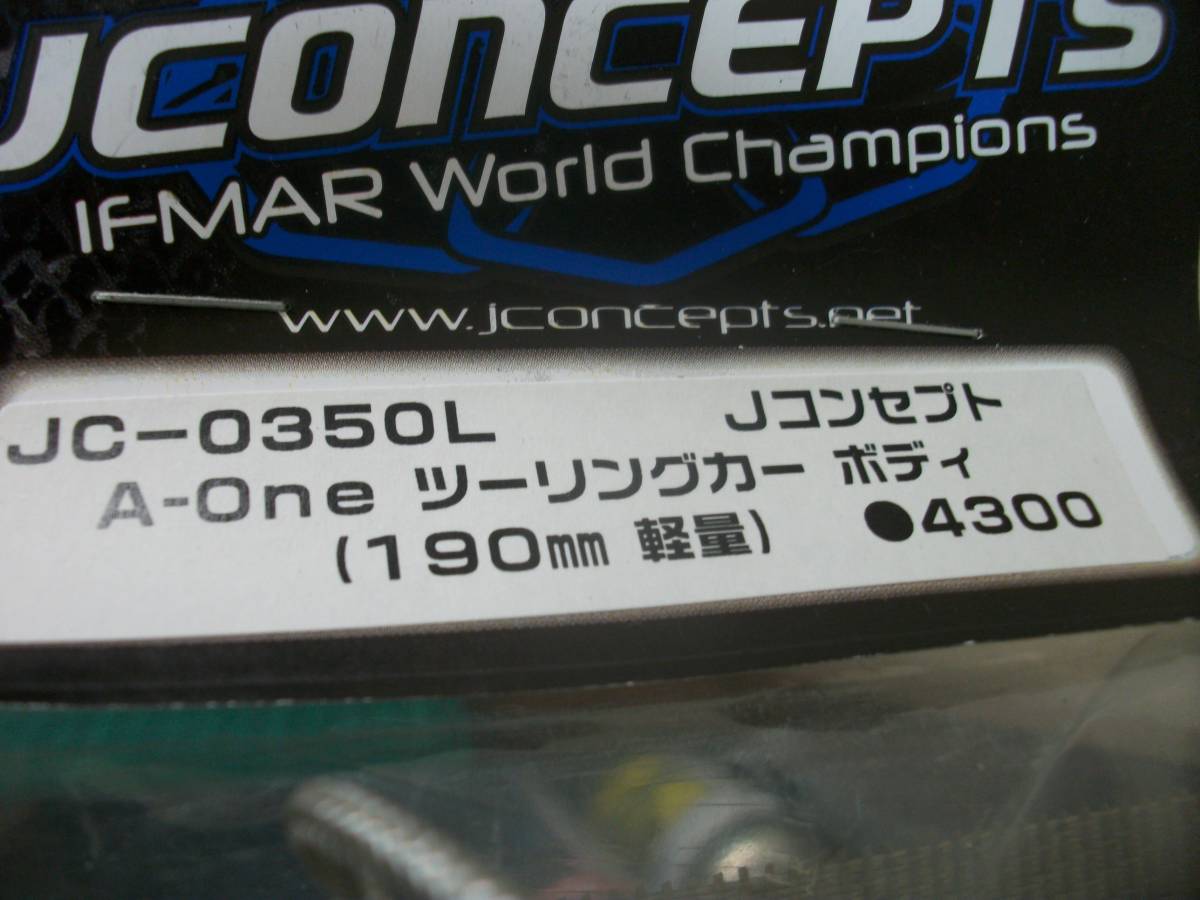 JCONCEPTS
IFMAR World Champions
www.jconcepts.net
JC-0350L Jコンセプト
A-One ツーリングカー ボディ
(190mm 軽量) ●4300